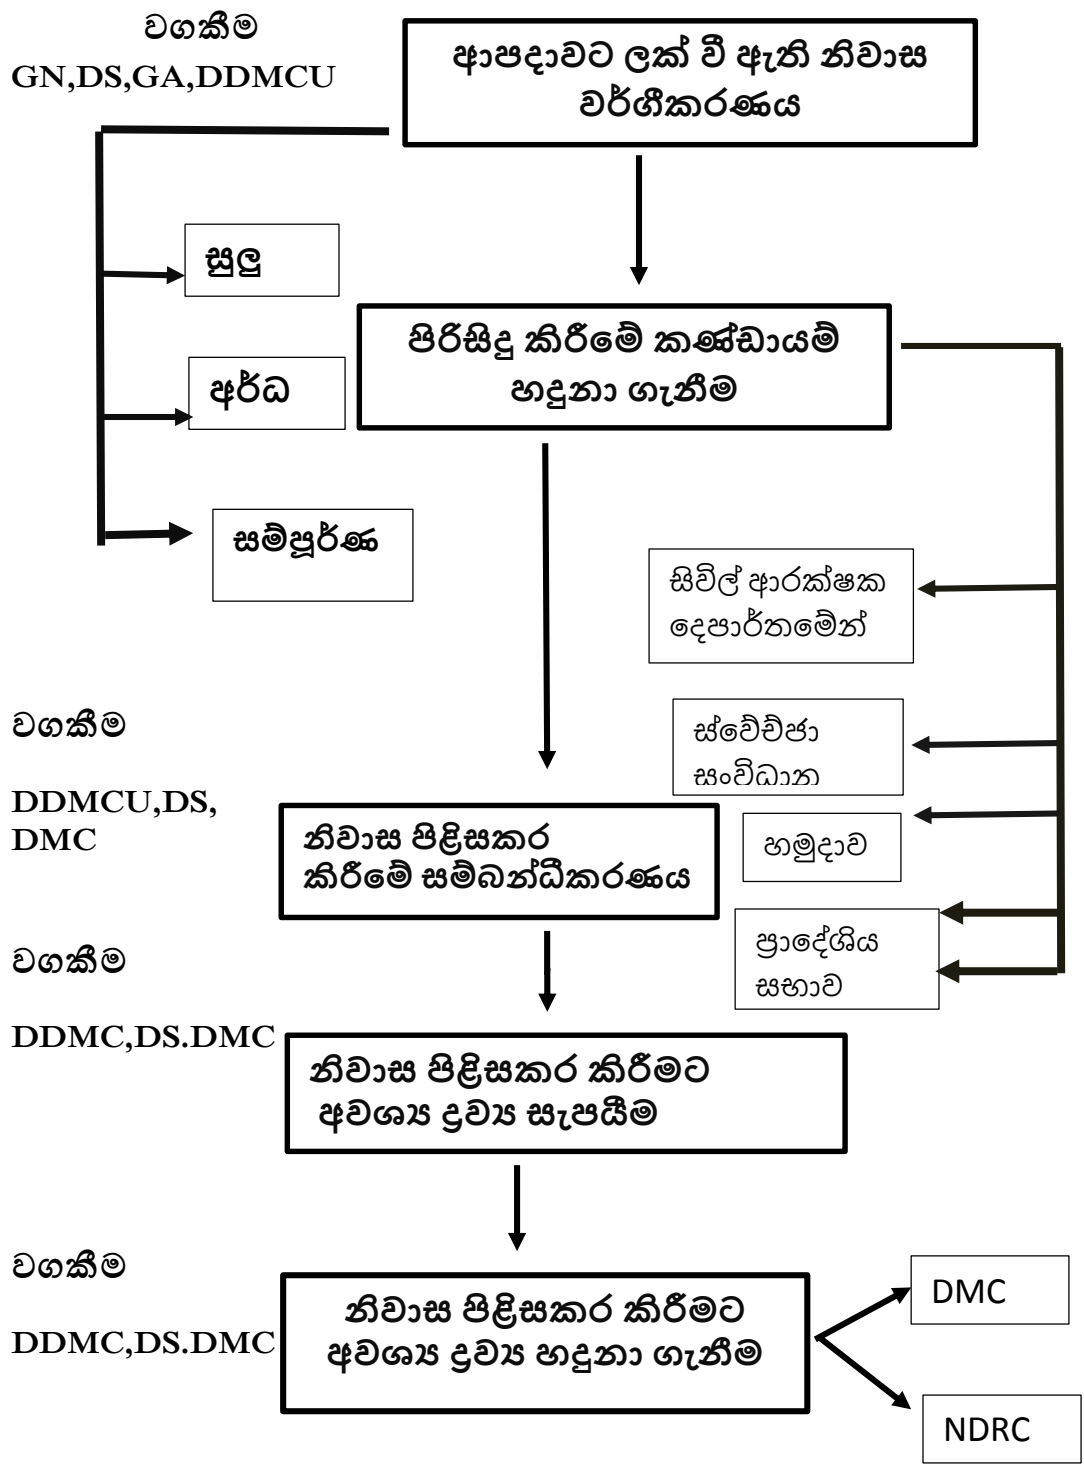 වගකීම
GN,DS,GA,DDMCU
ආපදාවට ලක් වී ඇති නිවාස
වර්ගීකරණය
සුලු
පිරිසිදු කිරීමේ කණ්ඩායම්
හදුනා ගැනීම
අර්ධ
සම්පූර්ණ
සිවිල් ආරක්ෂක
දෙපාර්තමේන්
ස්වේච්ඡා
සංවිධාන
වගකීම
DDMCU,DS,
DMC
නිවාස පිළිසකර
කිරීමේ සම්බන්ධීකරණය
හමුදාව
ප්‍රාදේශිය
සභාව
වගකීම
DDMC,DS.DMC
නිවාස පිළිසකර කිරීමට
අවශ්‍ය ද්‍රව්‍ය සැපයීම
වගකීම
DDMC,DS.DMC
නිවාස පිළිසකර කිරීමට
අවශ්‍ය ද්‍රව්‍ය හදුනා ගැනීම
DMC
NDRC